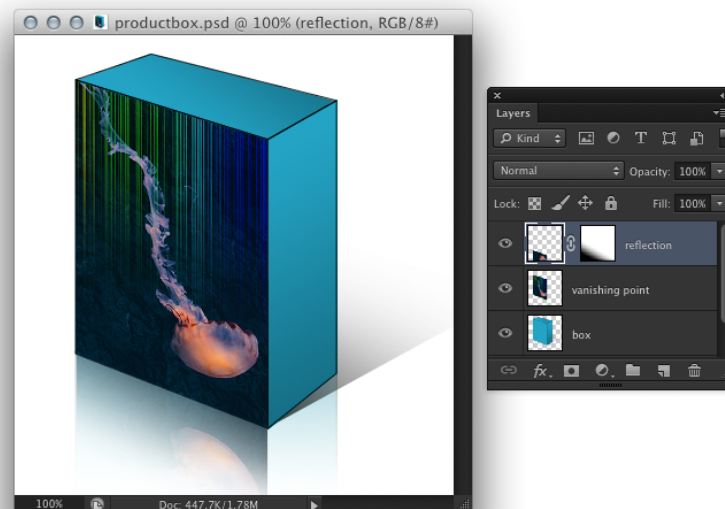 productbox.psd @ 100% (reflection, RGB/8#)
Layers
Kind
Normal
Opacity: 100%
Lock:
Fill: 100%
reflection
vanishing point
box
fx.
100%
Doc: 447.7K/1.78M